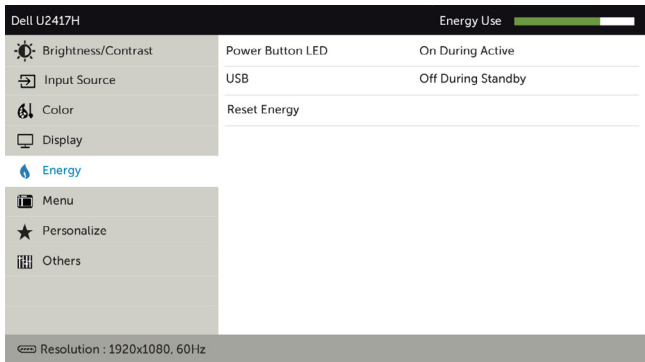 Dell U2417H Energy Use
Brightness/Contrast Power Button LED On During Active
Input Source USB Off During Standby
Color Reset Energy
Display
Energy
Menu
Personalize
Others
Resolution : 1920x1080, 60Hz